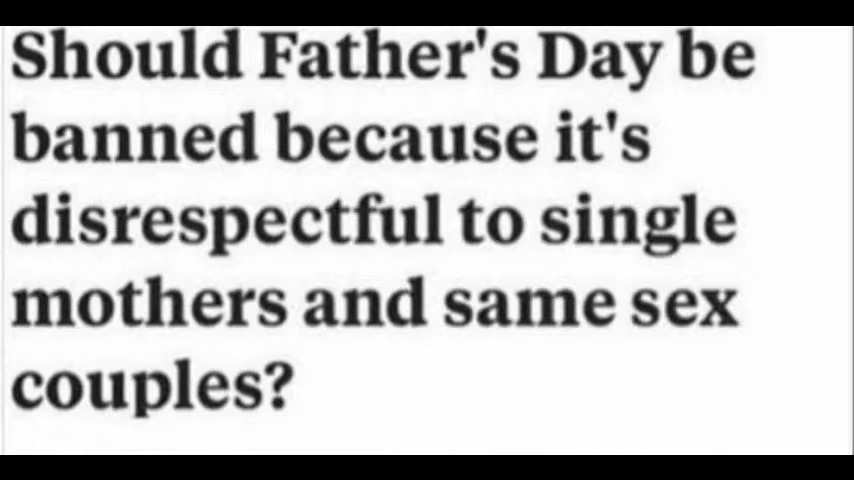 Should Father's Day be
banned because it's
disrespectful to single
mothers and same sex
couples?